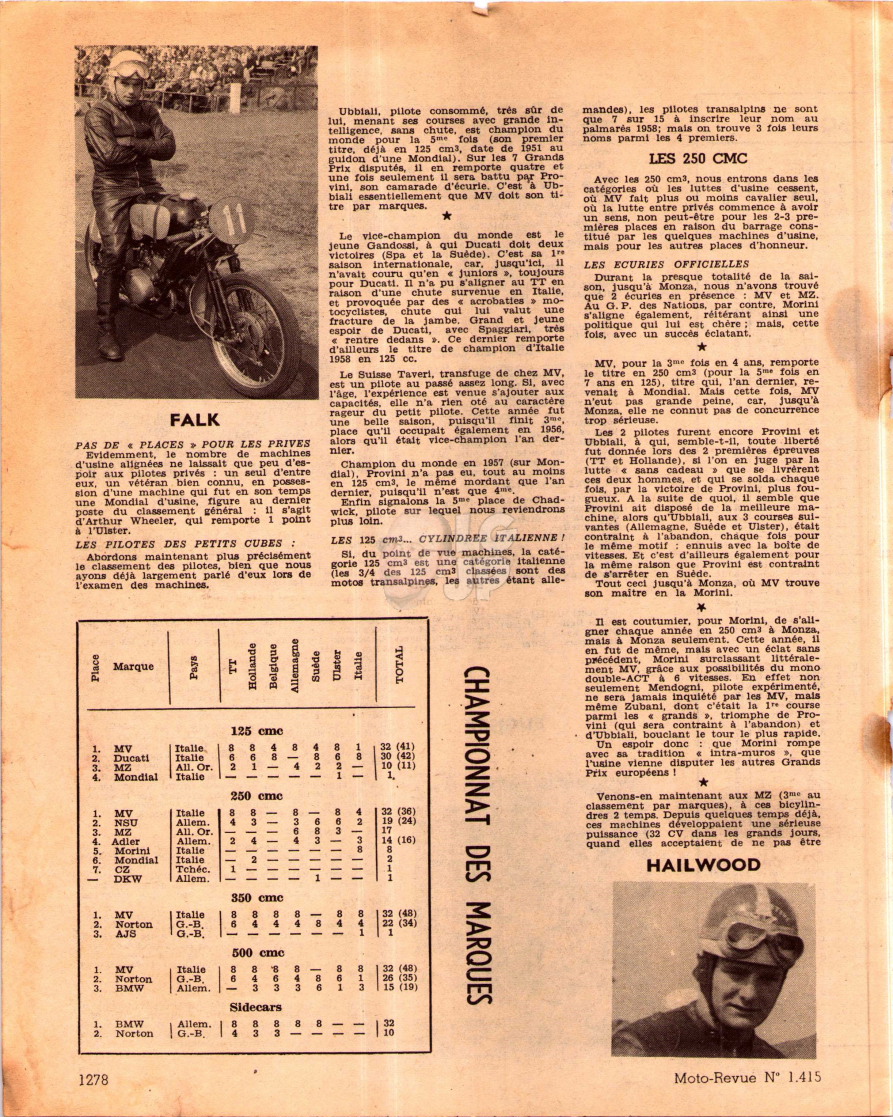 11
FALK
PAS DE « PLACES » POUR LES PRIVES
Evidemment, le nombre de machines
d'usine alignées ne laissait que peu d'es-
poir aux pilotes privés : un seul d'entre
eux, un vétéran bien connu, en posses-
sion d'une machine qui fut en son temps
une Mondial d'usine, figure au dernier
poste du classement général : il s'agit
d'Arthur Wheeler, qui remporte 1 point
à l'Ulster.
LES PILOTES DES PETITS CUBES :
Abordons maintenant plus précisément
le classement des pilotes, bien que nous
ayons déjà largement parlé d'eux lors de
l'examen des machines.
Ubbiali, pilote consommé, très sûr de
lui, menant ses courses avec grande in-
telligence, sans chute, est champion du
monde pour la 5me fois (son premier
titre, déjà en 125 cm3, date de 1951 au
guidon d'une Mondial). Sur les 7 Grands
Prix disputés, il en remporte quatre et
une fois seulement il sera battu par Pro-
vini, son camarade d'écurie. C'est à Ub-
biali essentiellement que MV doit son ti-
tre par marques.
★
Le vice-champion du monde est le
jeune Gandossi, à qui Ducati doit deux
victoires (Spa et la Suède). C'est sa 1re
saison internationale, car, jusqu'ici, il
n'avait couru qu'en « juniors », toujours
pour Ducati. Il n'a pu s'aligner au TT en
raison d'une chute survenue en Italie,
et provoquée par des « acrobaties » mo-
tocyclistes, chute qui lui valut une
fracture de la jambe. Grand et jeune
espoir de Ducati, avec Spaggiari, très
« rentre dedans ». Ce dernier remporte
d'ailleurs le titre de champion d'Italie
1958 en 125 cc.
Le Suisse Taveri, transfuge de chez MV,
est un pilote au passé assez long. Si, avec
l'âge, l'expérience est venue s'ajouter aux
capacités, elle n'a rien oté au caractère
rageur du petit pilote. Cette année fut
une belle saison, puisqu'il finit 3me,
place qu'il occupait également en 1956,
alors qu'il était vice-champion l'an der-
nier.
Champion du monde en 1957 (sur Mon-
dial), Provini n'a pas eu, tout au moins
en 125 cm3, le même mordant que l'an
dernier, puisqu'il n'est que 4me.
Enfin signalons la 5me place de Chad-
wick, pilote sur lequel nous reviendrons
plus loin.
LES 125 cm3... CYLINDREE ITALIENNE !
Si, du point de vue machines, la caté-
gorie 125 cm3 est une catégorie italienne
(les 3/4 des 125 cm3 classées sont des
motos transalpines, les autres étant alle-
mandes), les pilotes transalpins ne sont
que 7 sur 15 à inscrire leur nom au
palmarès 1958; mais on trouve 3 fois leurs
noms parmi les 4 premiers.
LES 250 CMC
Avec les 250 cm3, nous entrons dans les
catégories où les luttes d'usine cessent,
où MV fait plus ou moins cavalier seul,
où la lutte entre privés commence à avoir
un sens, non peut-être pour les 2-3 pre-
mières places en raison du barrage cons-
titué par les quelques machines d'usine,
mais pour les autres places d'honneur.
LES ECURIES OFFICIELLES
Durant la presque totalité de la sai-
son, jusqu'à Monza, nous n'avons trouvé
que 2 écuries en présence : MV et MZ.
Au G.P. des Nations, par contre, Morini
s'aligne également, réitérant ainsi une
politique qui lui est chère ; mais, cette
fois, avec un succès éclatant.
★
MV, pour la 3me fois en 4 ans, remporte
le titre en 250 cm3 (pour la 5me fois en
7 ans en 125), titre qui, l'an dernier, re-
venait à Mondial. Mais cette fois, MV
n'eut pas grande peine, car, jusqu'à
Monza, elle ne connut pas de concurrence
trop sérieuse.
Les 2 pilotes furent encore Provini et
Ubbiali, à qui, semble-t-il, toute liberté
fut donnée lors des 2 premières épreuves
(TT et Hollande), si l'on en juge par la
lutte « sans cadeau » que se livrèrent
ces deux hommes, et qui se solda chaque
fois, par la victoire de Provini, plus fou-
gueux. A la suite de quoi, il semble que
Provini ait disposé de la meilleure ma-
chine, alors qu'Ubbiali, aux 3 courses sui-
vantes (Allemagne, Suède et Ulster), était
contraint à l'abandon, chaque fois pour
le même motif : ennuis avec la boîte de
vitesses. Et c'est d'ailleurs également pour
la même raison que Provini est contraint
de s'arrêter en Suède.
Tout ceci jusqu'à Monza, où MV trouve
son maître en la Morini.
★
Il est coutumier, pour Morini, de s'ali-
gner chaque année en 250 cm3 à Monza,
mais à Monza seulement. Cette année, il
en fut de même, mais avec un éclat sans
précédent, Morini surclassant littérale-
ment MV, grâce aux possibilités du mono
double-ACT à 6 vitesses. En effet non
seulement Mendogni, pilote expérimenté,
ne sera jamais inquiété par les MV, mais
même Zubani, dont c'était la 1re course
parmi les « grands », triomphe de Pro-
vini (qui sera contraint à l'abandon) et
d'Ubbiali, bouclant le tour le plus rapide.
Un espoir donc : que Morini rompe
avec sa tradition « intra-muros », que
l'usine vienne disputer les autres Grands
Prix européens !
★
Venons-en maintenant aux MZ (3me au
classement par marques), à ces bicylin-
dres 2 temps. Depuis quelques temps déjà,
ces machines développaient une sérieuse
puissance (32 CV dans les grands jours,
quand elles acceptaient de ne pas être
HAILWOOD
CHAMPIONNAT DES MARQUES
Place Marque Pays TT Hollande Belgique Allemagne Suède Ulster Italie TOTAL
125 cmc
1. MV Italie 8 8 4 8 4 8 1 32 (41)
2. Ducati Italie 6 6 8 — 8 6 8 30 (42)
3. MZ All. Or. 2 1 — 4 2 2 — 10 (11)
4. Mondial Italie — — — — — 1 — 1
250 cmc
1. MV Italie 8 8 — 8 — 8 4 32 (36)
2. NSU Allem. 4 3 — 3 6 6 2 19 (24)
3. MZ All. Or. — — — 6 8 3 — 17
4. Adler Allem. 2 4 — 4 3 — 3 14 (16)
5. Morini Italie — — — — — — 8 8
6. Mondial Italie — 2 — — — — — 2
7. CZ Tchéc. 1 — — — — — — 1
— DKW Allem. — — — — 1 — — 1
350 cmc
1. MV Italie 8 8 8 8 — 8 8 32 (48)
2. Norton G.-B. 6 4 4 4 8 4 4 22 (34)
3. AJS G.-B. — — — — — — 1 1
500 cmc
1. MV Italie 8 8 8 8 — 8 8 32 (48)
2. Norton G.-B. 6 4 6 4 8 6 1 26 (35)
3. BMW Allem. — 3 3 3 6 1 3 15 (19)
Sidecars
1. BMW Allem. 8 8 8 8 8 — — 32
2. Norton G.-B. 4 3 3 — — — — 10
1278
Moto-Revue N° 1.415